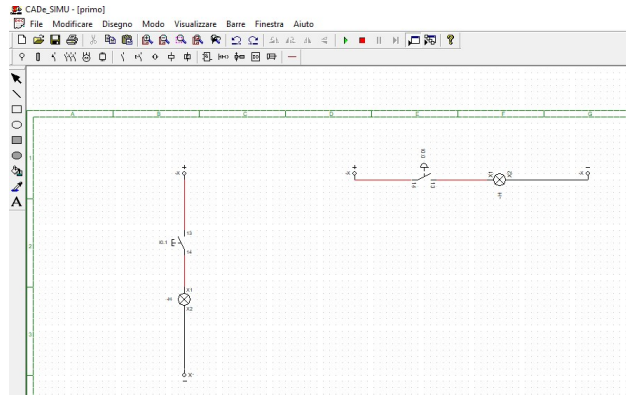 CADe_SIMU - [primo]
File Modificare Disegno Modo Visualizzare Barre Finestra Aiuto
A B C D E F G
1
2
3
+
-X
I0.1
13
14
-H
X1
X2
X-
-
+
-X
I0.0
13
14
X1
X2
-H
-
-X
A